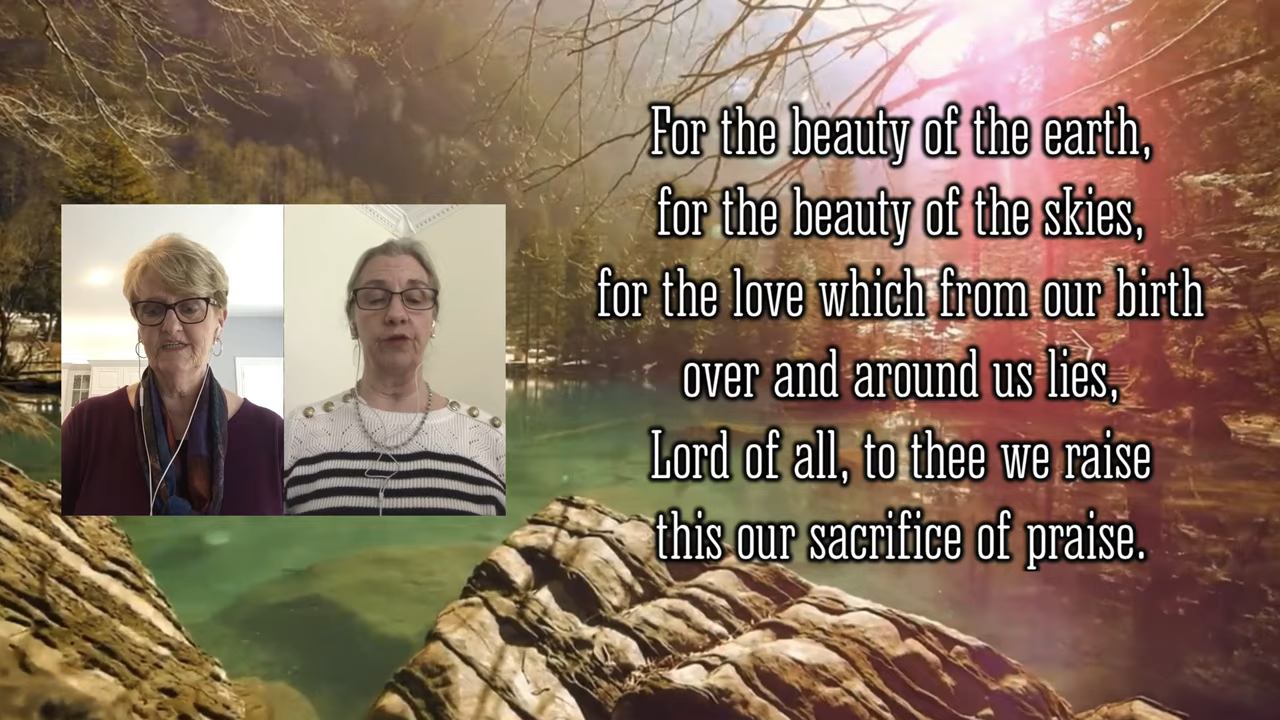 For the beauty of the earth,
for the beauty of the skies,
for the love which from our birth
over and around us lies,
Lord of all, to thee we raise
this our sacrifice of praise.